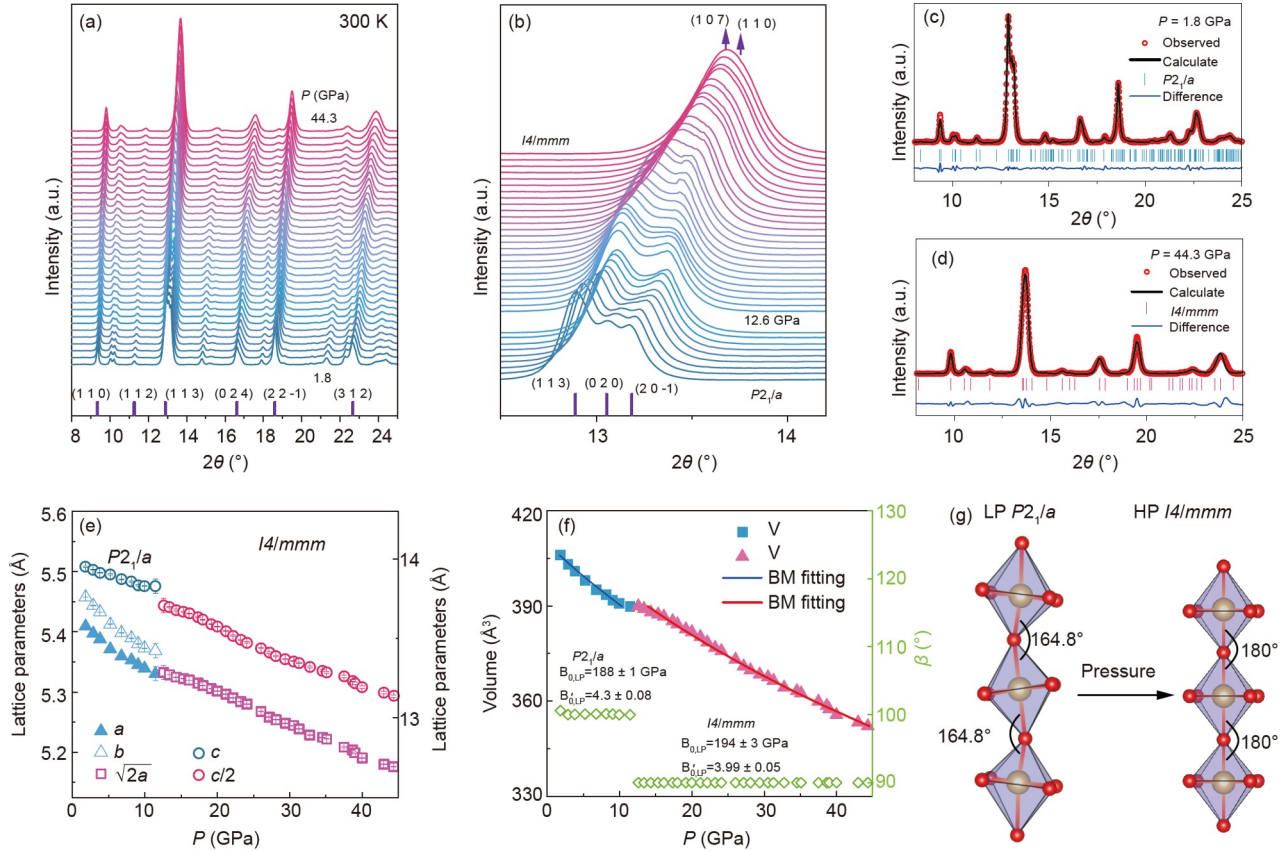 (a)
300 K
P (GPa)
44.3
1.8
(1 1 0)
(1 1 2)
(1 1 3)
(0 2 4)
(2 2 -1)
(3 1 2)
8 10 12 14 16 18 20 22 24
2θ (°)
Intensity (a.u.)
(b)
(1 0 7)
(1 1 0)
I4/mmm
12.6 GPa
(1 1 3)
(0 2 0)
(2 0 -1)
P2₁/a
13 14
2θ (°)
Intensity (a.u.)
(c)
P = 1.8 GPa
Observed
Calculate
P2₁/a
Difference
10 15 20 25
2θ (°)
Intensity (a.u.)
(d)
P = 44.3 GPa
Observed
Calculate
I4/mmm
Difference
10 15 20 25
2θ (°)
Intensity (a.u.)
(e)
P2₁/a
I4/mmm
5.6
5.5
5.4
5.3
5.2
14
13
Lattice parameters (Å)
Lattice parameters (Å)
a
b
√2a
c
c/2
0 10 20 30 40
P (GPa)
(f)
V
V
BM fitting
BM fitting
420
390
360
330
130
120
110
100
90
Volume (Å³)
β (°)
P2₁/a
B₀,LP=188 ± 1 GPa
B′₀,LP=4.3 ± 0.08
I4/mmm
B₀,LP=194 ± 3 GPa
B′₀,LP=3.99 ± 0.05
0 10 20 30 40
P (GPa)
(g)
LP P2₁/a
HP I4/mmm
164.8°
164.8°
Pressure
180°
180°